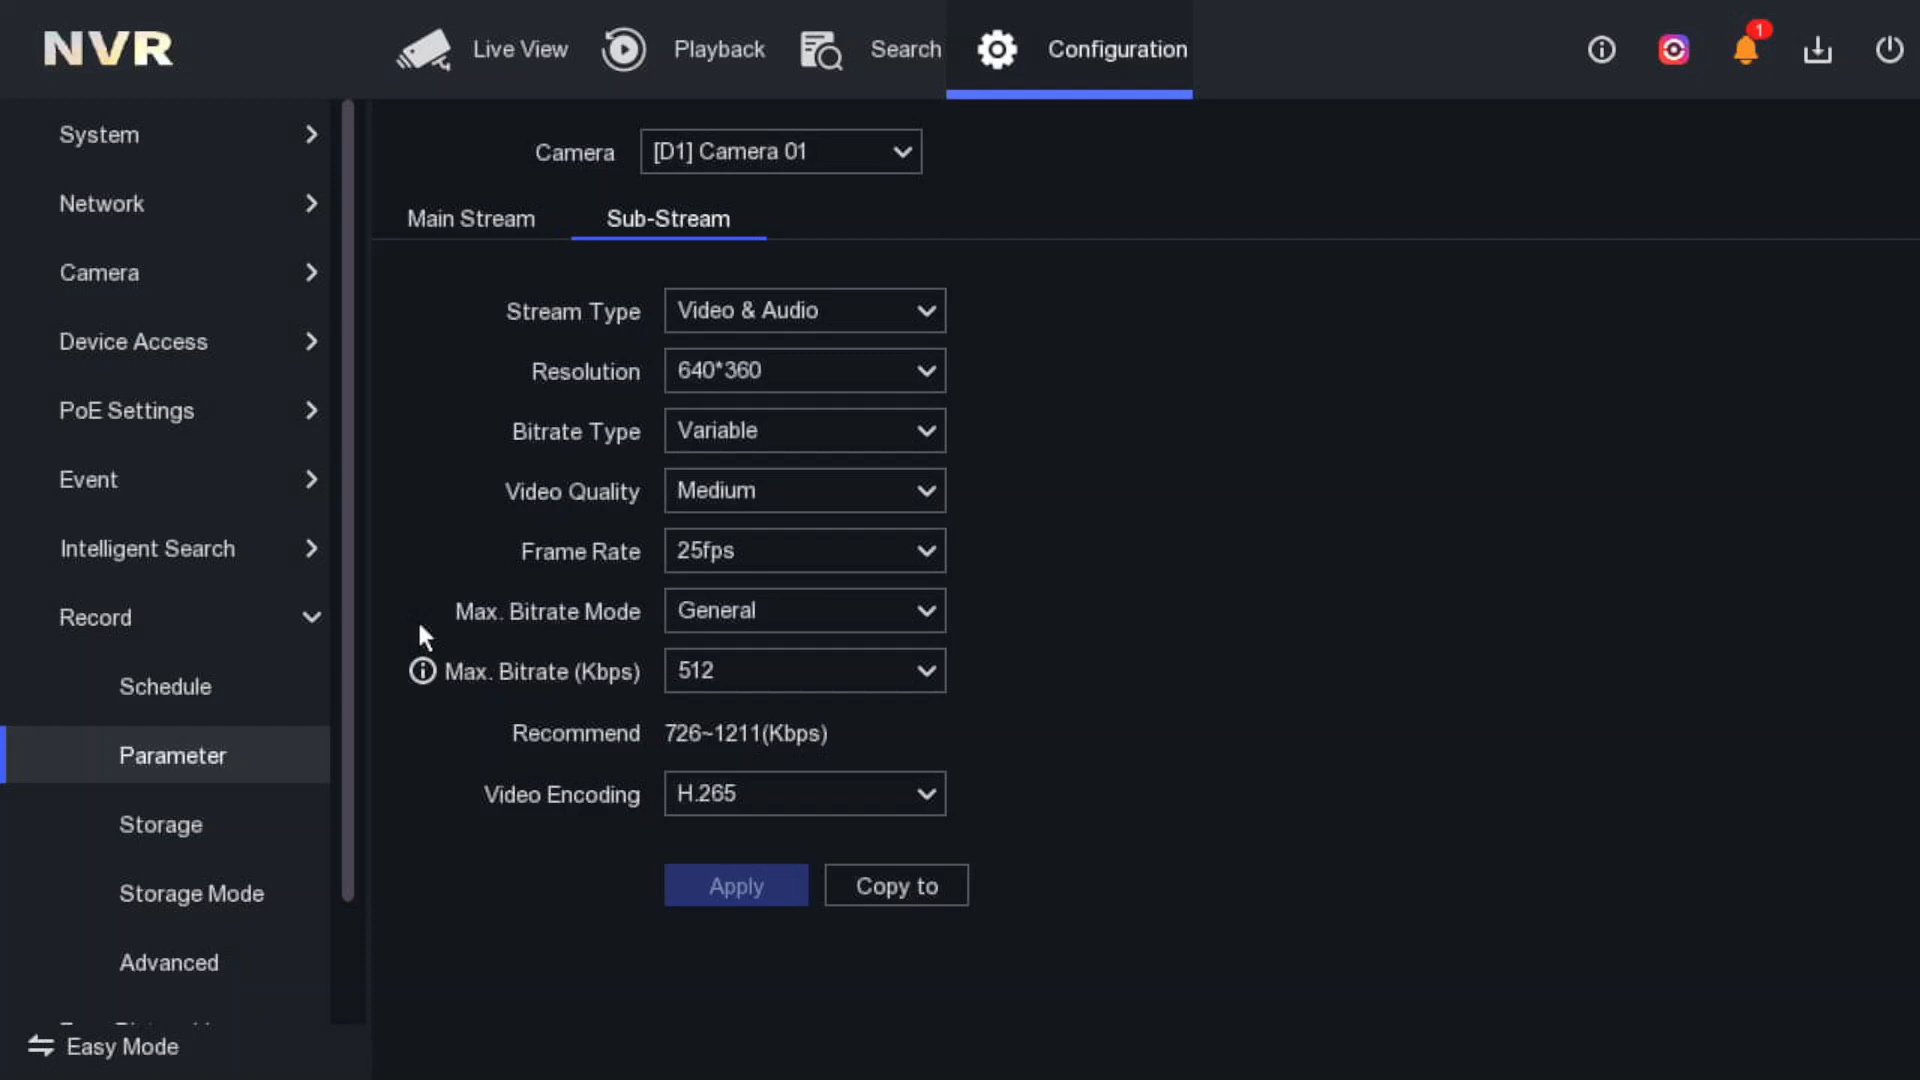 NVR
Live View
Playback
Search
Configuration
1
System
Network
Camera
Device Access
PoE Settings
Event
Intelligent Search
Record
Schedule
Parameter
Storage
Storage Mode
Advanced
Easy Mode
Camera [D1] Camera 01
Main Stream Sub-Stream
Stream Type Video & Audio
Resolution 640*360
Bitrate Type Variable
Video Quality Medium
Frame Rate 25fps
Max. Bitrate Mode General
Max. Bitrate (Kbps) 512
Recommend 726~1211(Kbps)
Video Encoding H.265
Apply Copy to